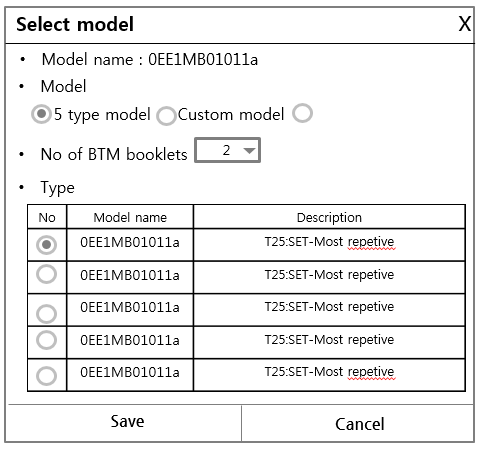 Select model X
• Model name : 0EE1MB01011a
• Model
5 type model Custom model
• No of BTM booklets 2
• Type
No Model name Description
0EE1MB01011a T25:SET-Most repetive
0EE1MB01011a T25:SET-Most repetive
0EE1MB01011a T25:SET-Most repetive
0EE1MB01011a T25:SET-Most repetive
0EE1MB01011a T25:SET-Most repetive
Save Cancel